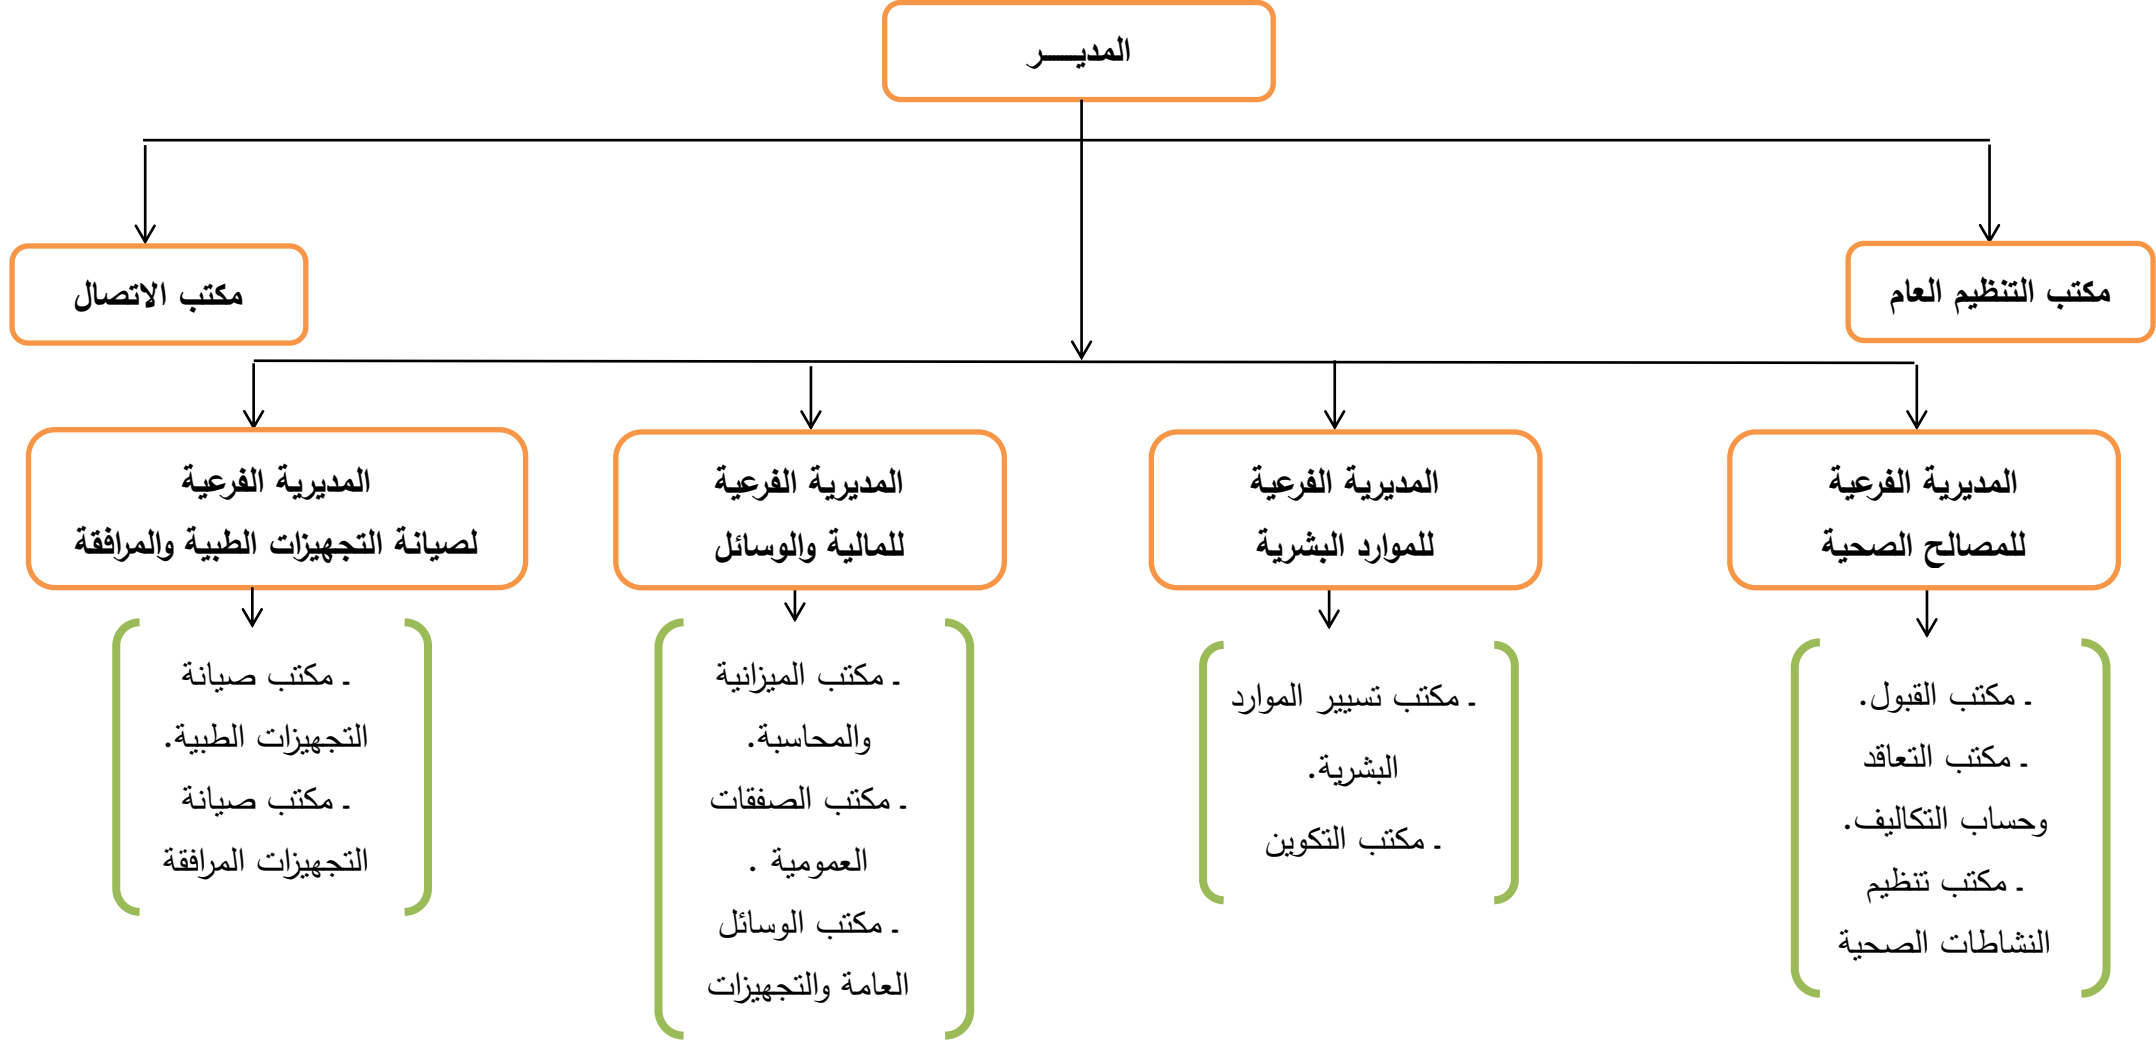 المديـــــر
مكتب التنظيم العام
مكتب الاتصال
المديرية الفرعية
للمصالح الصحية
المديرية الفرعية
للموارد البشرية
المديرية الفرعية
للمالية والوسائل
المديرية الفرعية
لصيانة التجهيزات الطبية والمرافقة
ـ مكتب القبول.
ـ مكتب التعاقد
وحساب التكاليف.
ـ مكتب تنظيم
النشاطات الصحية
ـ مكتب تسيير الموارد
البشرية.
ـ مكتب التكوين
ـ مكتب الميزانية
والمحاسبة.
ـ مكتب الصفقات
العمومية .
ـ مكتب الوسائل
العامة والتجهيزات
ـ مكتب صيانة
التجهيزات الطبية.
ـ مكتب صيانة
التجهيزات المرافقة